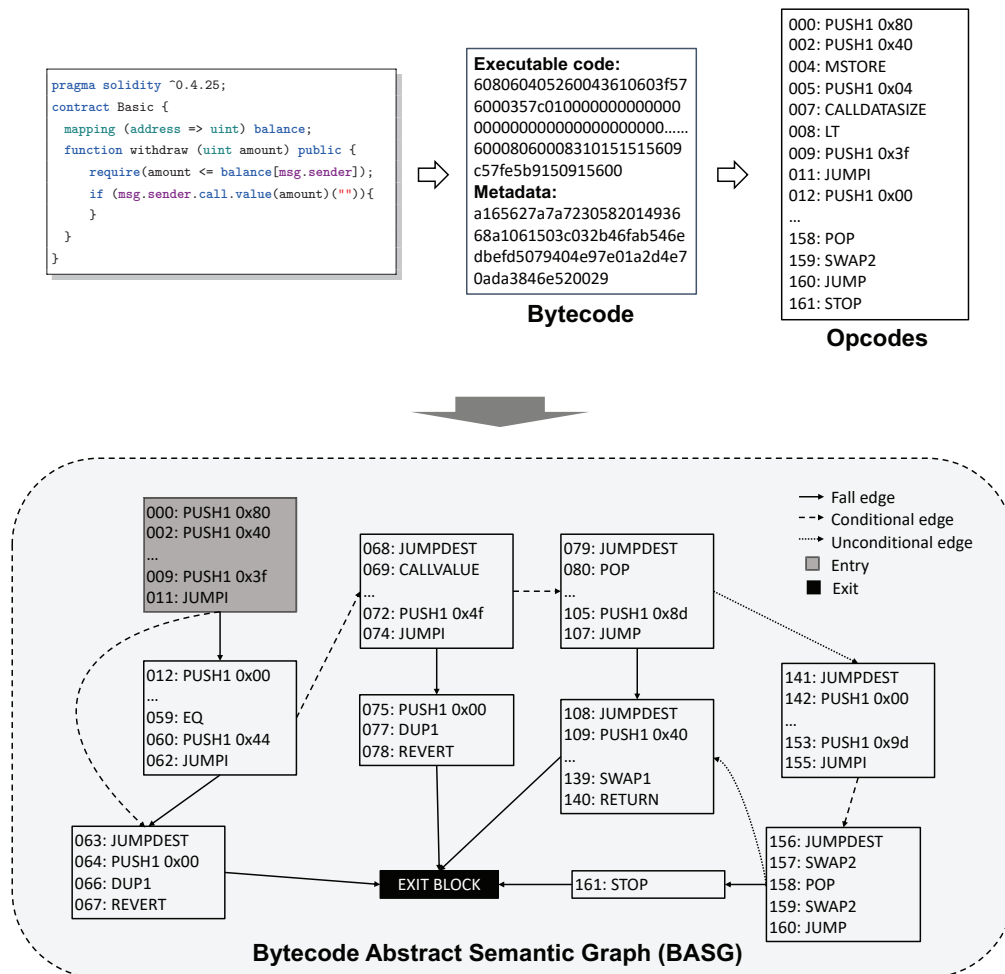 pragma solidity ^0.4.25;
contract Basic {
mapping (address => uint) balance;
function withdraw (uint amount) public {
require(amount <= balance[msg.sender]);
if (msg.sender.call.value(amount)("")){
}
}
}
Executable code:
608060405260043610603f57
6000357c010000000000000
00000000000000000000......
60008060008310151515609
c57fe5b9150915600
Metadata:
a165627a7a7230582014936
68a1061503c032b46fab546e
dbefd5079404e97e01a2d4e7
0ada3846e520029
Bytecode
000: PUSH1 0x80
002: PUSH1 0x40
004: MSTORE
005: PUSH1 0x04
007: CALLDATASIZE
008: LT
009: PUSH1 0x3f
011: JUMPI
012: PUSH1 0x00
...
158: POP
159: SWAP2
160: JUMP
161: STOP
Opcodes
000: PUSH1 0x80
002: PUSH1 0x40
...
009: PUSH1 0x3f
011: JUMPI
068: JUMPDEST
069: CALLVALUE
...
072: PUSH1 0x4f
074: JUMPI
079: JUMPDEST
080: POP
...
105: PUSH1 0x8d
107: JUMP
Fall edge
Conditional edge
Unconditional edge
Entry
Exit
012: PUSH1 0x00
...
059: EQ
060: PUSH1 0x44
062: JUMPI
075: PUSH1 0x00
077: DUP1
078: REVERT
108: JUMPDEST
109: PUSH1 0x40
...
139: SWAP1
140: RETURN
141: JUMPDEST
142: PUSH1 0x00
...
153: PUSH1 0x9d
155: JUMPI
063: JUMPDEST
064: PUSH1 0x00
066: DUP1
067: REVERT
EXIT BLOCK
161: STOP
156: JUMPDEST
157: SWAP2
158: POP
159: SWAP2
160: JUMP
Bytecode Abstract Semantic Graph (BASG)